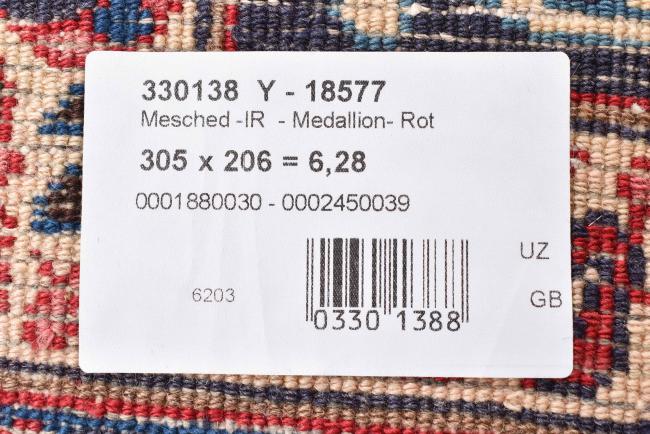 330138 Y - 18577
Mesched -IR - Medallion- Rot
305 x 206 = 6,28
0001880030 - 0002450039
UZ
6203
GB
0330 1388